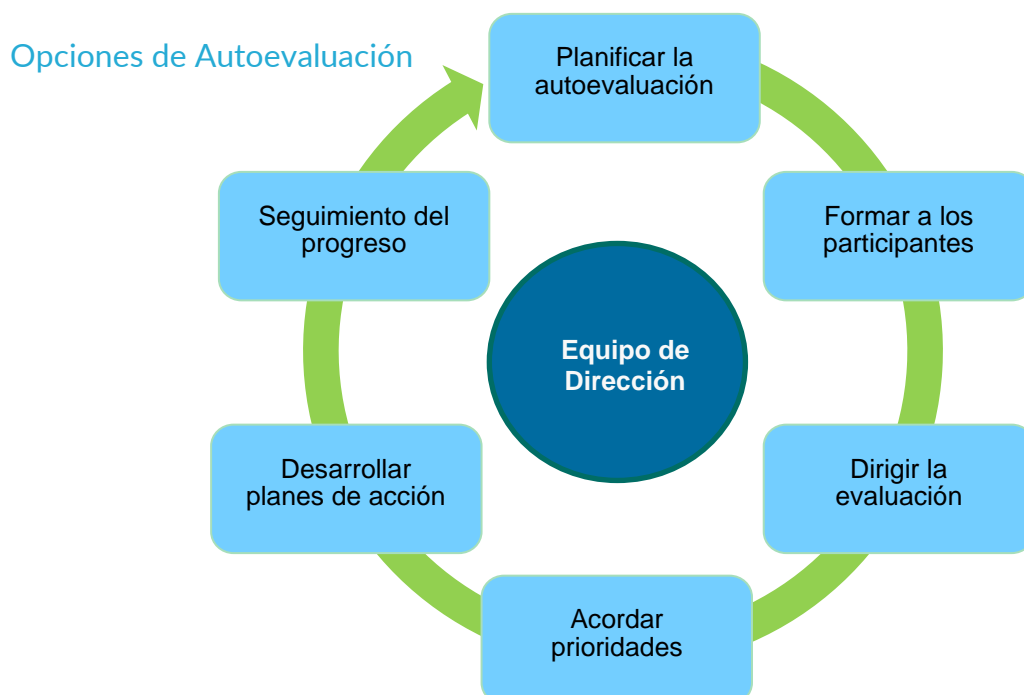 Opciones de Autoevaluación
Planificar la
autoevaluación
Formar a los
participantes
Dirigir la
evaluación
Acordar
prioridades
Desarrollar
planes de acción
Seguimiento del
progreso
Equipo de
Dirección